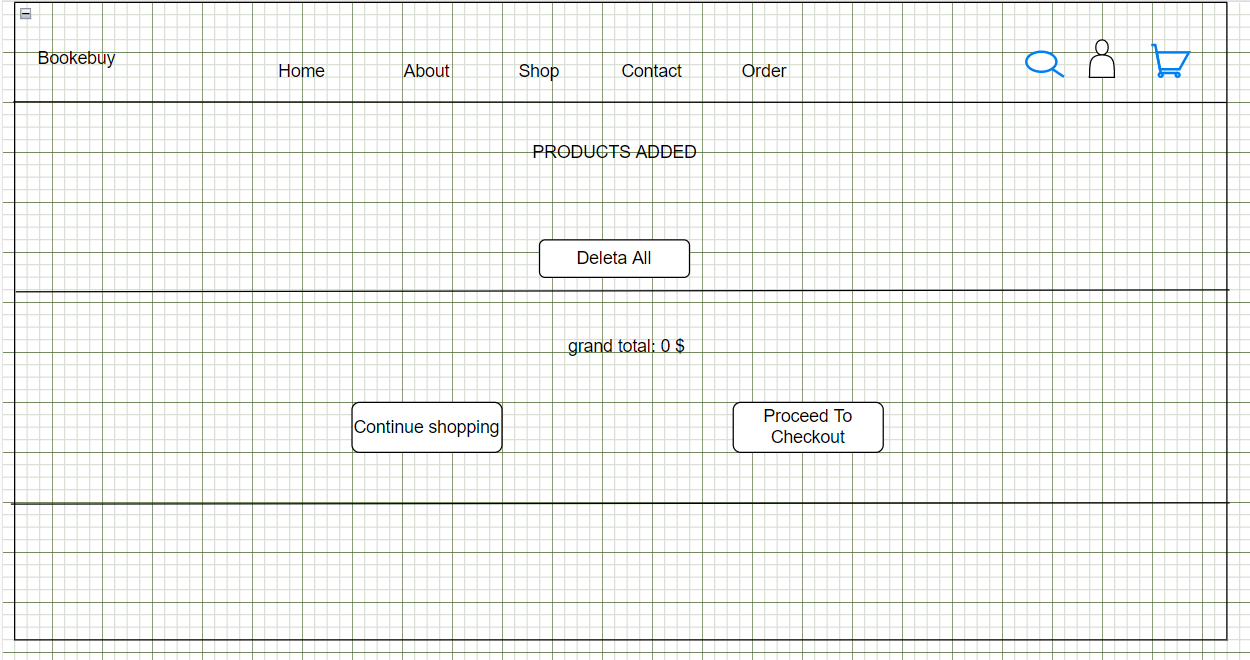 Bookebuy
Home About Shop Contact Order
PRODUCTS ADDED
Deleta All
grand total: 0 $
Continue shopping
Proceed To
Checkout